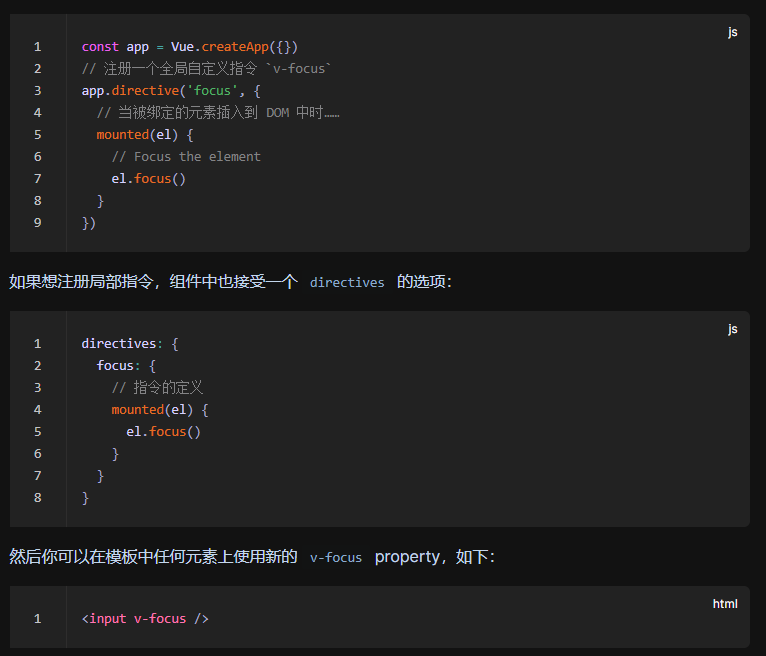 js
1 const app = Vue.createApp({})
2 // 注册一个全局自定义指令 `v-focus`
3 app.directive('focus', {
4   // 当被绑定的元素插入到 DOM 中时……
5   mounted(el) {
6     // Focus the element
7     el.focus()
8   }
9 })
如果想注册局部指令，组件中也接受一个 directives 的选项：
js
1 directives: {
2   focus: {
3     // 指令的定义
4     mounted(el) {
5       el.focus()
6     }
7   }
8 }
然后你可以在模板中任何元素上使用新的 v-focus property，如下：
html
1 <input v-focus />